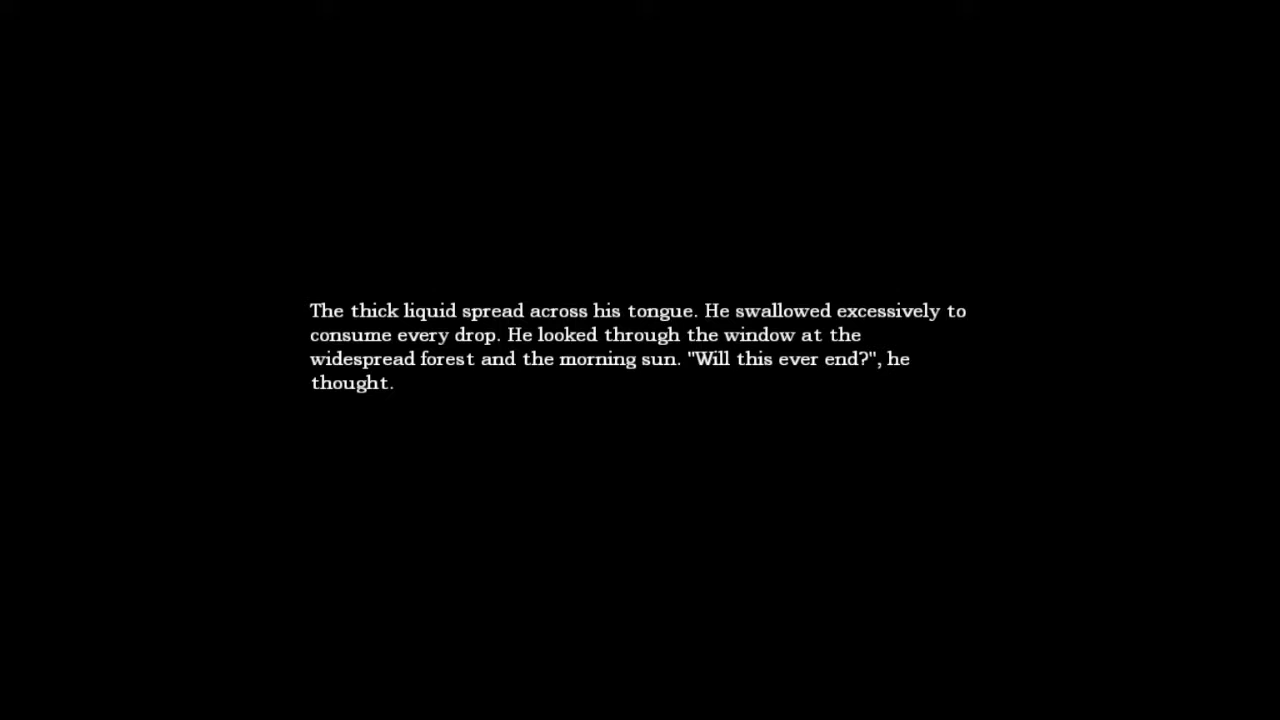 The thick liquid spread across his tongue. He swallowed excessively to
consume every drop. He looked through the window at the
widespread forest and the morning sun. "Will this ever end?", he
thought.